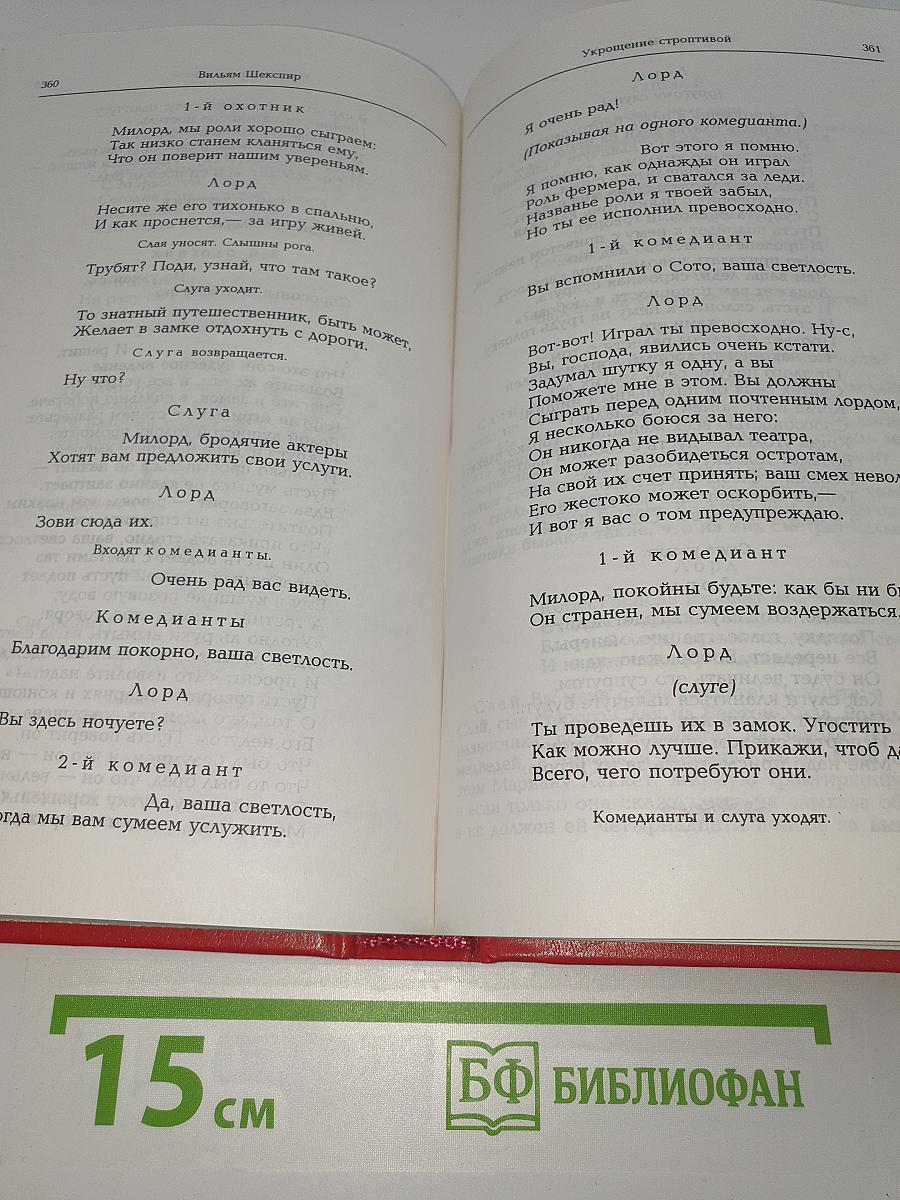 360
Вильям Шекспир
1-й охотник
Милорд, мы роли хорошо сыграем:
Так низко станем кланяться ему,
Что он поверит нашим увереньям.
Лорд
Несите же его тихонько в спальню,
И как проснется,— за игру живей.
Слая уносят. Слышны рога.
Трубят? Поди, узнай, что там такое?
Слуга уходит.
То знатный путешественник, быть может,
Желает в замке отдохнуть с дороги.
Слуга возвращается.
Ну что?
Слуга
Милорд, бродячие актеры
Хотят вам предложить свои услуги.
Лорд
Зови сюда их.
Входят комедианты.
Очень рад вас видеть.
Комедианты
Благодарим покорно, ваша светлость.
Лорд
Вы здесь ночуете?
2-й комедиант
Да, ваша светлость,
огда мы вам сумеем услужить.
Укрощение строптивой
361
Лорд
Я очень рад!
(Показывая на одного комедианта.)
Вот этого я помню.
Я помню, как однажды он играл
Роль фермера, и сватался за леди.
Названье роли я твоей забыл,
Но ты ее исполнил превосходно.
1-й комедиант
Вы вспомнили о Сото, ваша светлость.
Лорд
Вот-вот! Играл ты превосходно. Ну-с,
Вы, господа, явились очень кстати.
Задумал шутку я одну, а вы
Поможете мне в этом. Вы должны
Сыграть перед одним почтенным лордом,
Я несколько боюся за него:
Он никогда не видывал театра,
Он может разобидеться остротам,
На свой их счет принять; ваш смех невол
Его жестоко может оскорбить,—
И вот я вас о том предупреждаю.
1-й комедиант
Милорд, покойны будьте: как бы ни бы
Он странен, мы сумеем воздержаться.
Лорд
(слуге)
Ты проведешь их в замок. Угостить
Как можно лучше. Прикажи, чтоб да
Всего, чего потребуют они.
Комедианты и слуга уходят.
15 см
БФ БИБЛИОФАН